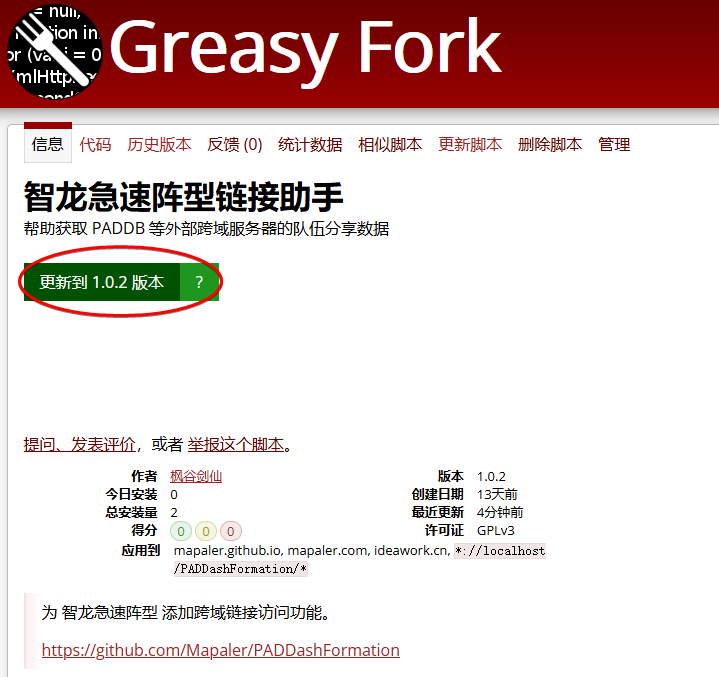 = null,
tion in
or (va i = 0
(mlHttp
Greasy Fork
信息 代码 历史版本 反馈 (0) 统计数据 相似脚本 更新脚本 删除脚本 管理
智龙急速阵型链接助手
帮助获取 PADDB 等外部跨域服务器的队伍分享数据
更新到 1.0.2 版本 ?
提问、发表评价，或者 举报这个脚本。
作者 枫谷剑仙 版本 1.0.2
今日安装 0 创建日期 13天前
总安装量 2 最近更新 4分钟前
得分 0 0 0 许可证 GPLv3
应用到 mapaler.github.io, mapaler.com, ideawork.cn, *://localhost
/PADDashFormation/*
为 智龙急速阵型 添加跨域链接访问功能。
https://github.com/Mapaler/PADDashFormation